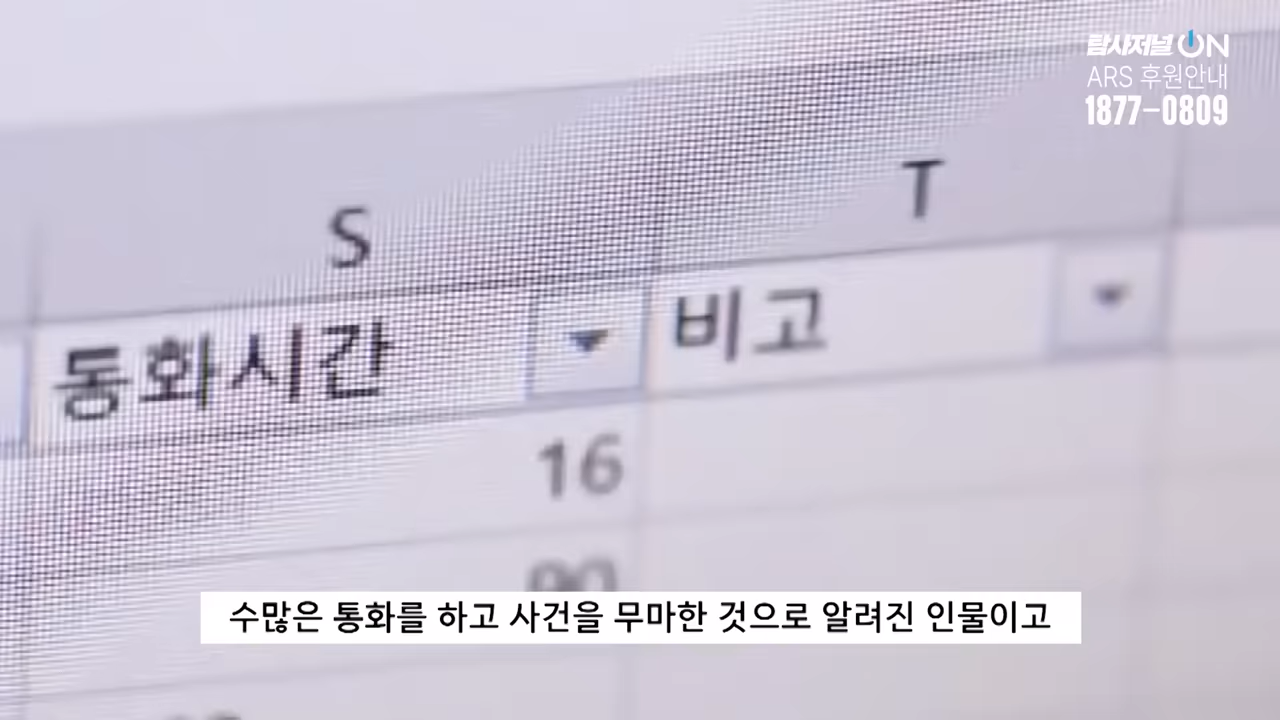 탐사저널 ON
ARS 후원안내
1877-0809
S
T
통화시간
비고
16
90
수많은 통화를 하고 사건을 무마한 것으로 알려진 인물이고